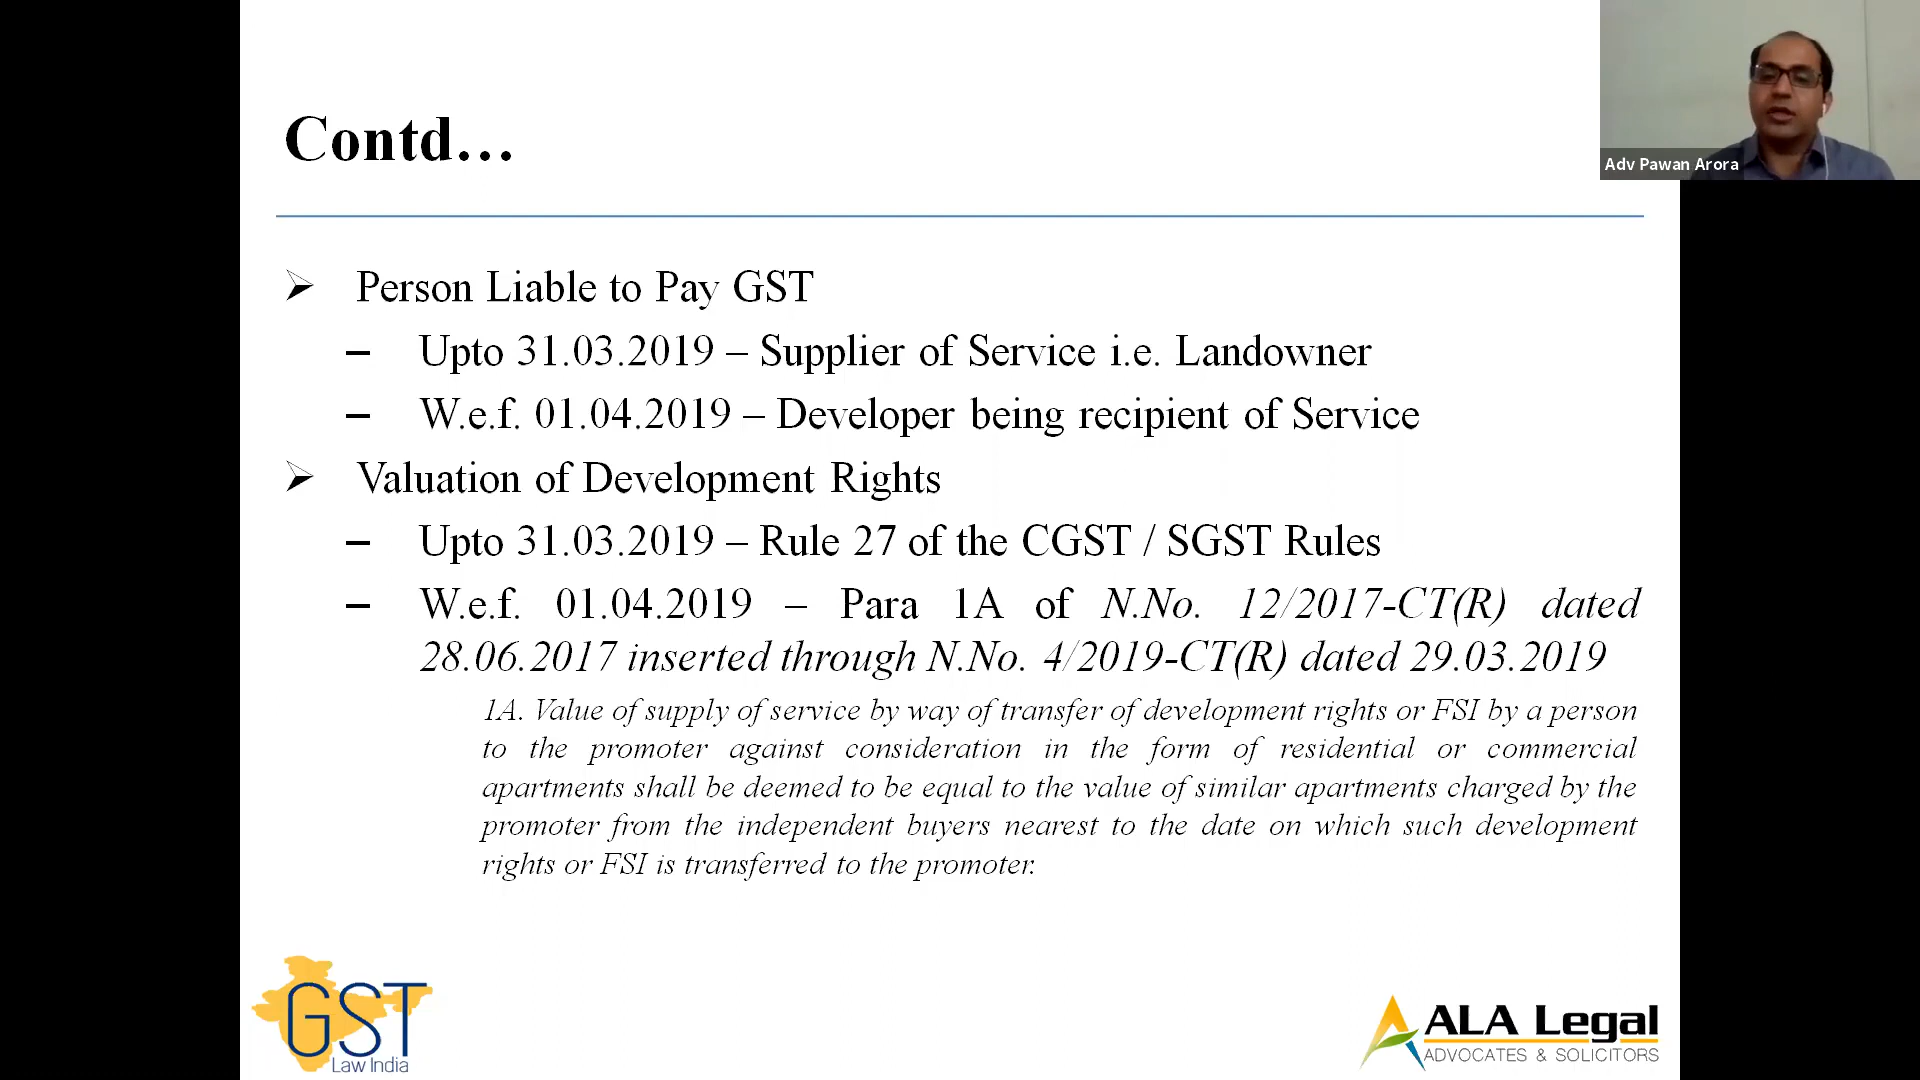 Contd…
Adv Pawan Arora
➢ Person Liable to Pay GST
– Upto 31.03.2019 – Supplier of Service i.e. Landowner
– W.e.f. 01.04.2019 – Developer being recipient of Service
➢ Valuation of Development Rights
– Upto 31.03.2019 – Rule 27 of the CGST / SGST Rules
– W.e.f. 01.04.2019 – Para 1A of N.No. 12/2017-CT(R) dated
28.06.2017 inserted through N.No. 4/2019-CT(R) dated 29.03.2019
1A. Value of supply of service by way of transfer of development rights or FSI by a person
to the promoter against consideration in the form of residential or commercial
apartments shall be deemed to be equal to the value of similar apartments charged by the
promoter from the independent buyers nearest to the date on which such development
rights or FSI is transferred to the promoter.
GST
Law India
ALA Legal
ADVOCATES & SOLICITORS